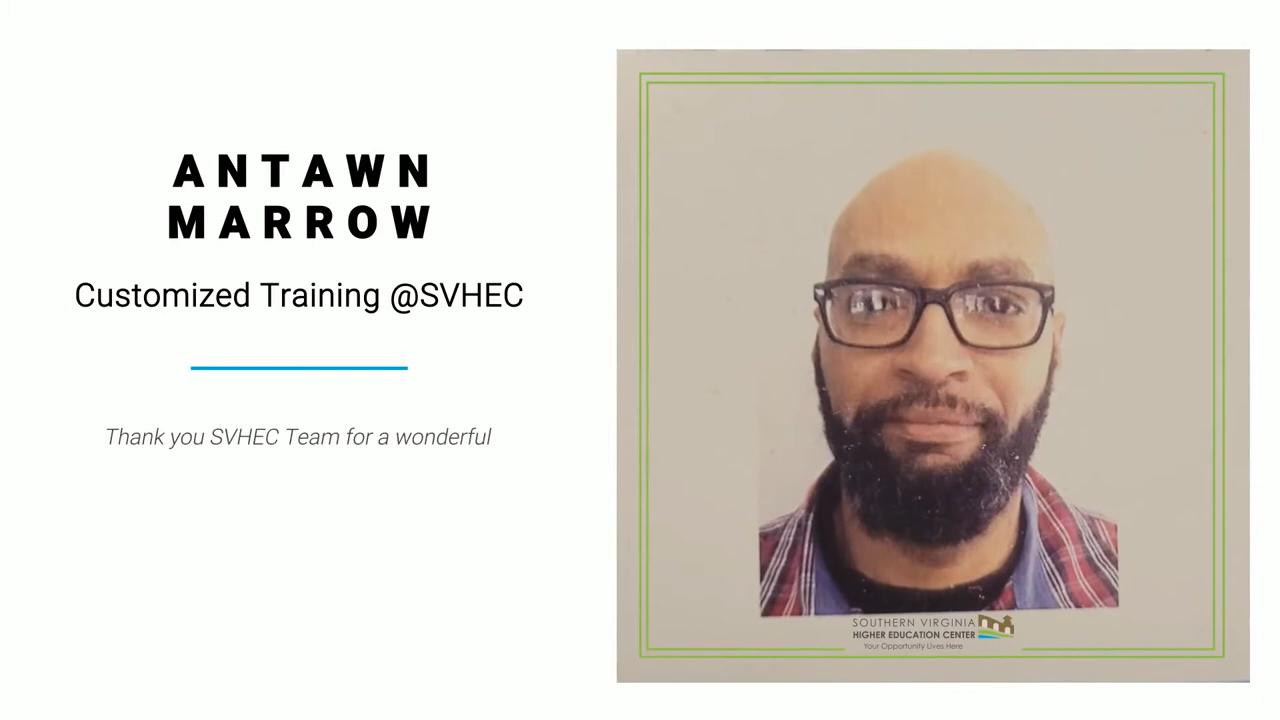 ANTAWN
MARROW
Customized Training @SVHEC
Thank you SVHEC Team for a wonderful
SOUTHERN VIRGINIA
HIGHER EDUCATION CENTER
Your Opportunity Lives Here